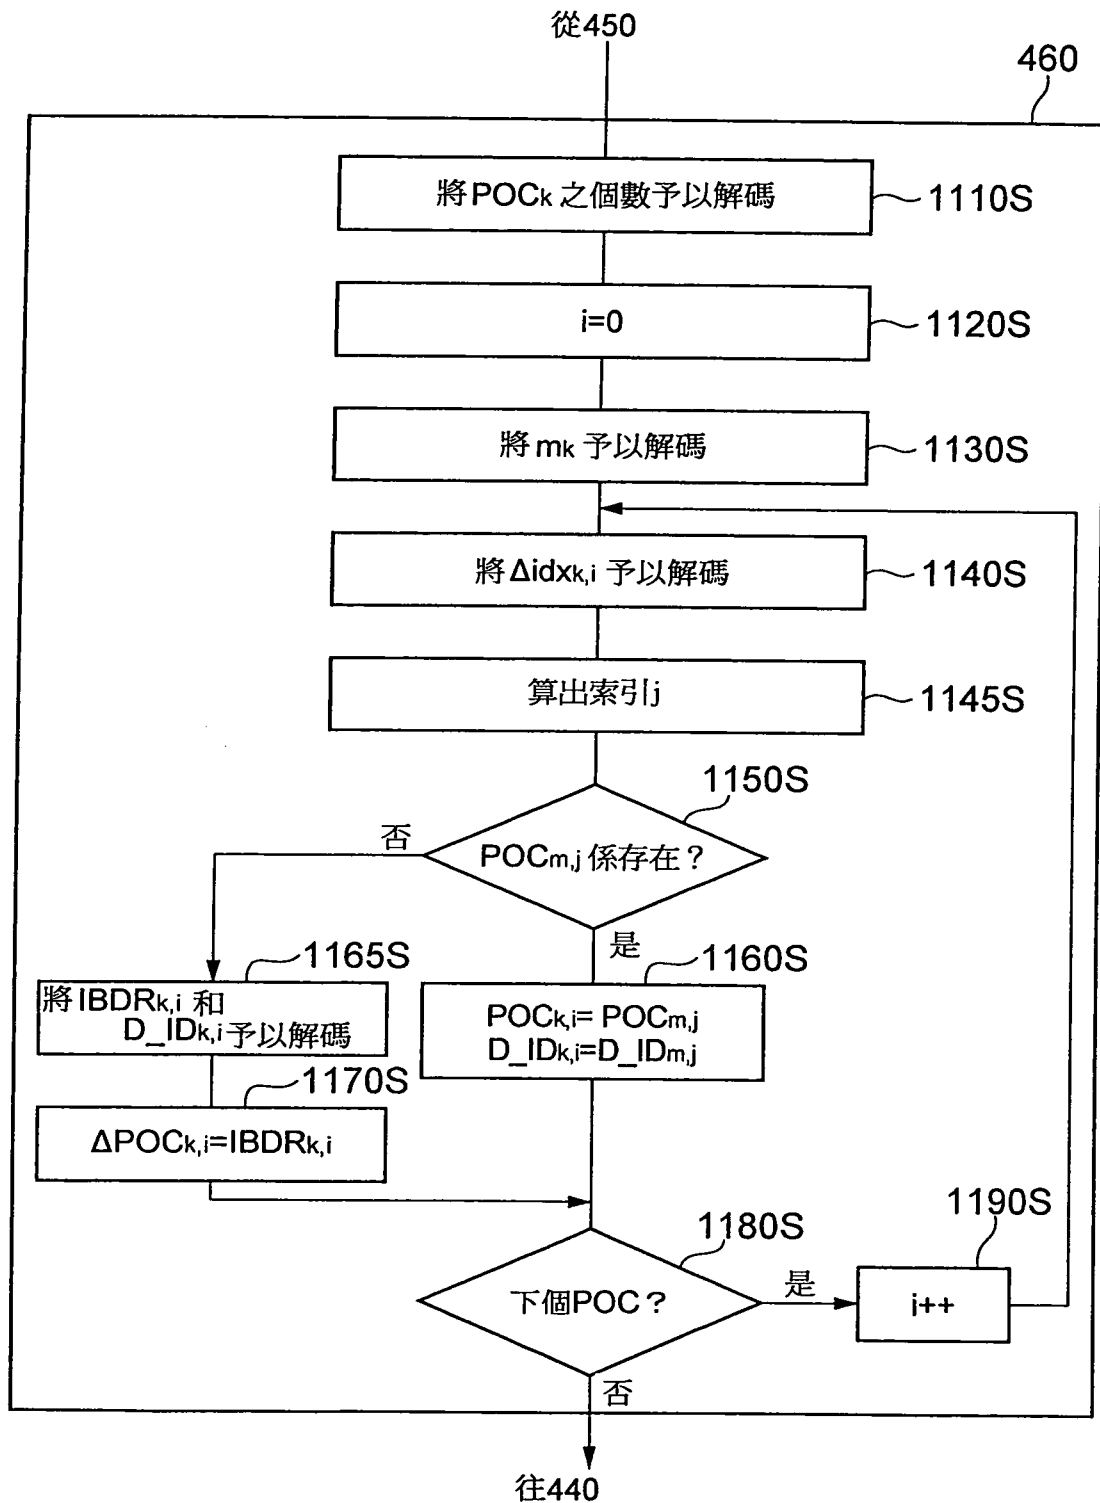 從450
460
將POCk 之個數予以解碼
1110S
i=0
1120S
將mk 予以解碼
1130S
將Δidxk,i 予以解碼
1140S
算出索引j
1145S
1150S
否
POCm,j 係存在？
是
1165S
1160S
將IBDRk,i 和
D_IDk,i 予以解碼
POCk,i= POCm,j
D_IDk,i=D_IDm,j
1170S
ΔPOCk,i=IBDRk,i
1180S
1190S
下個POC？
是
i++
否
往440